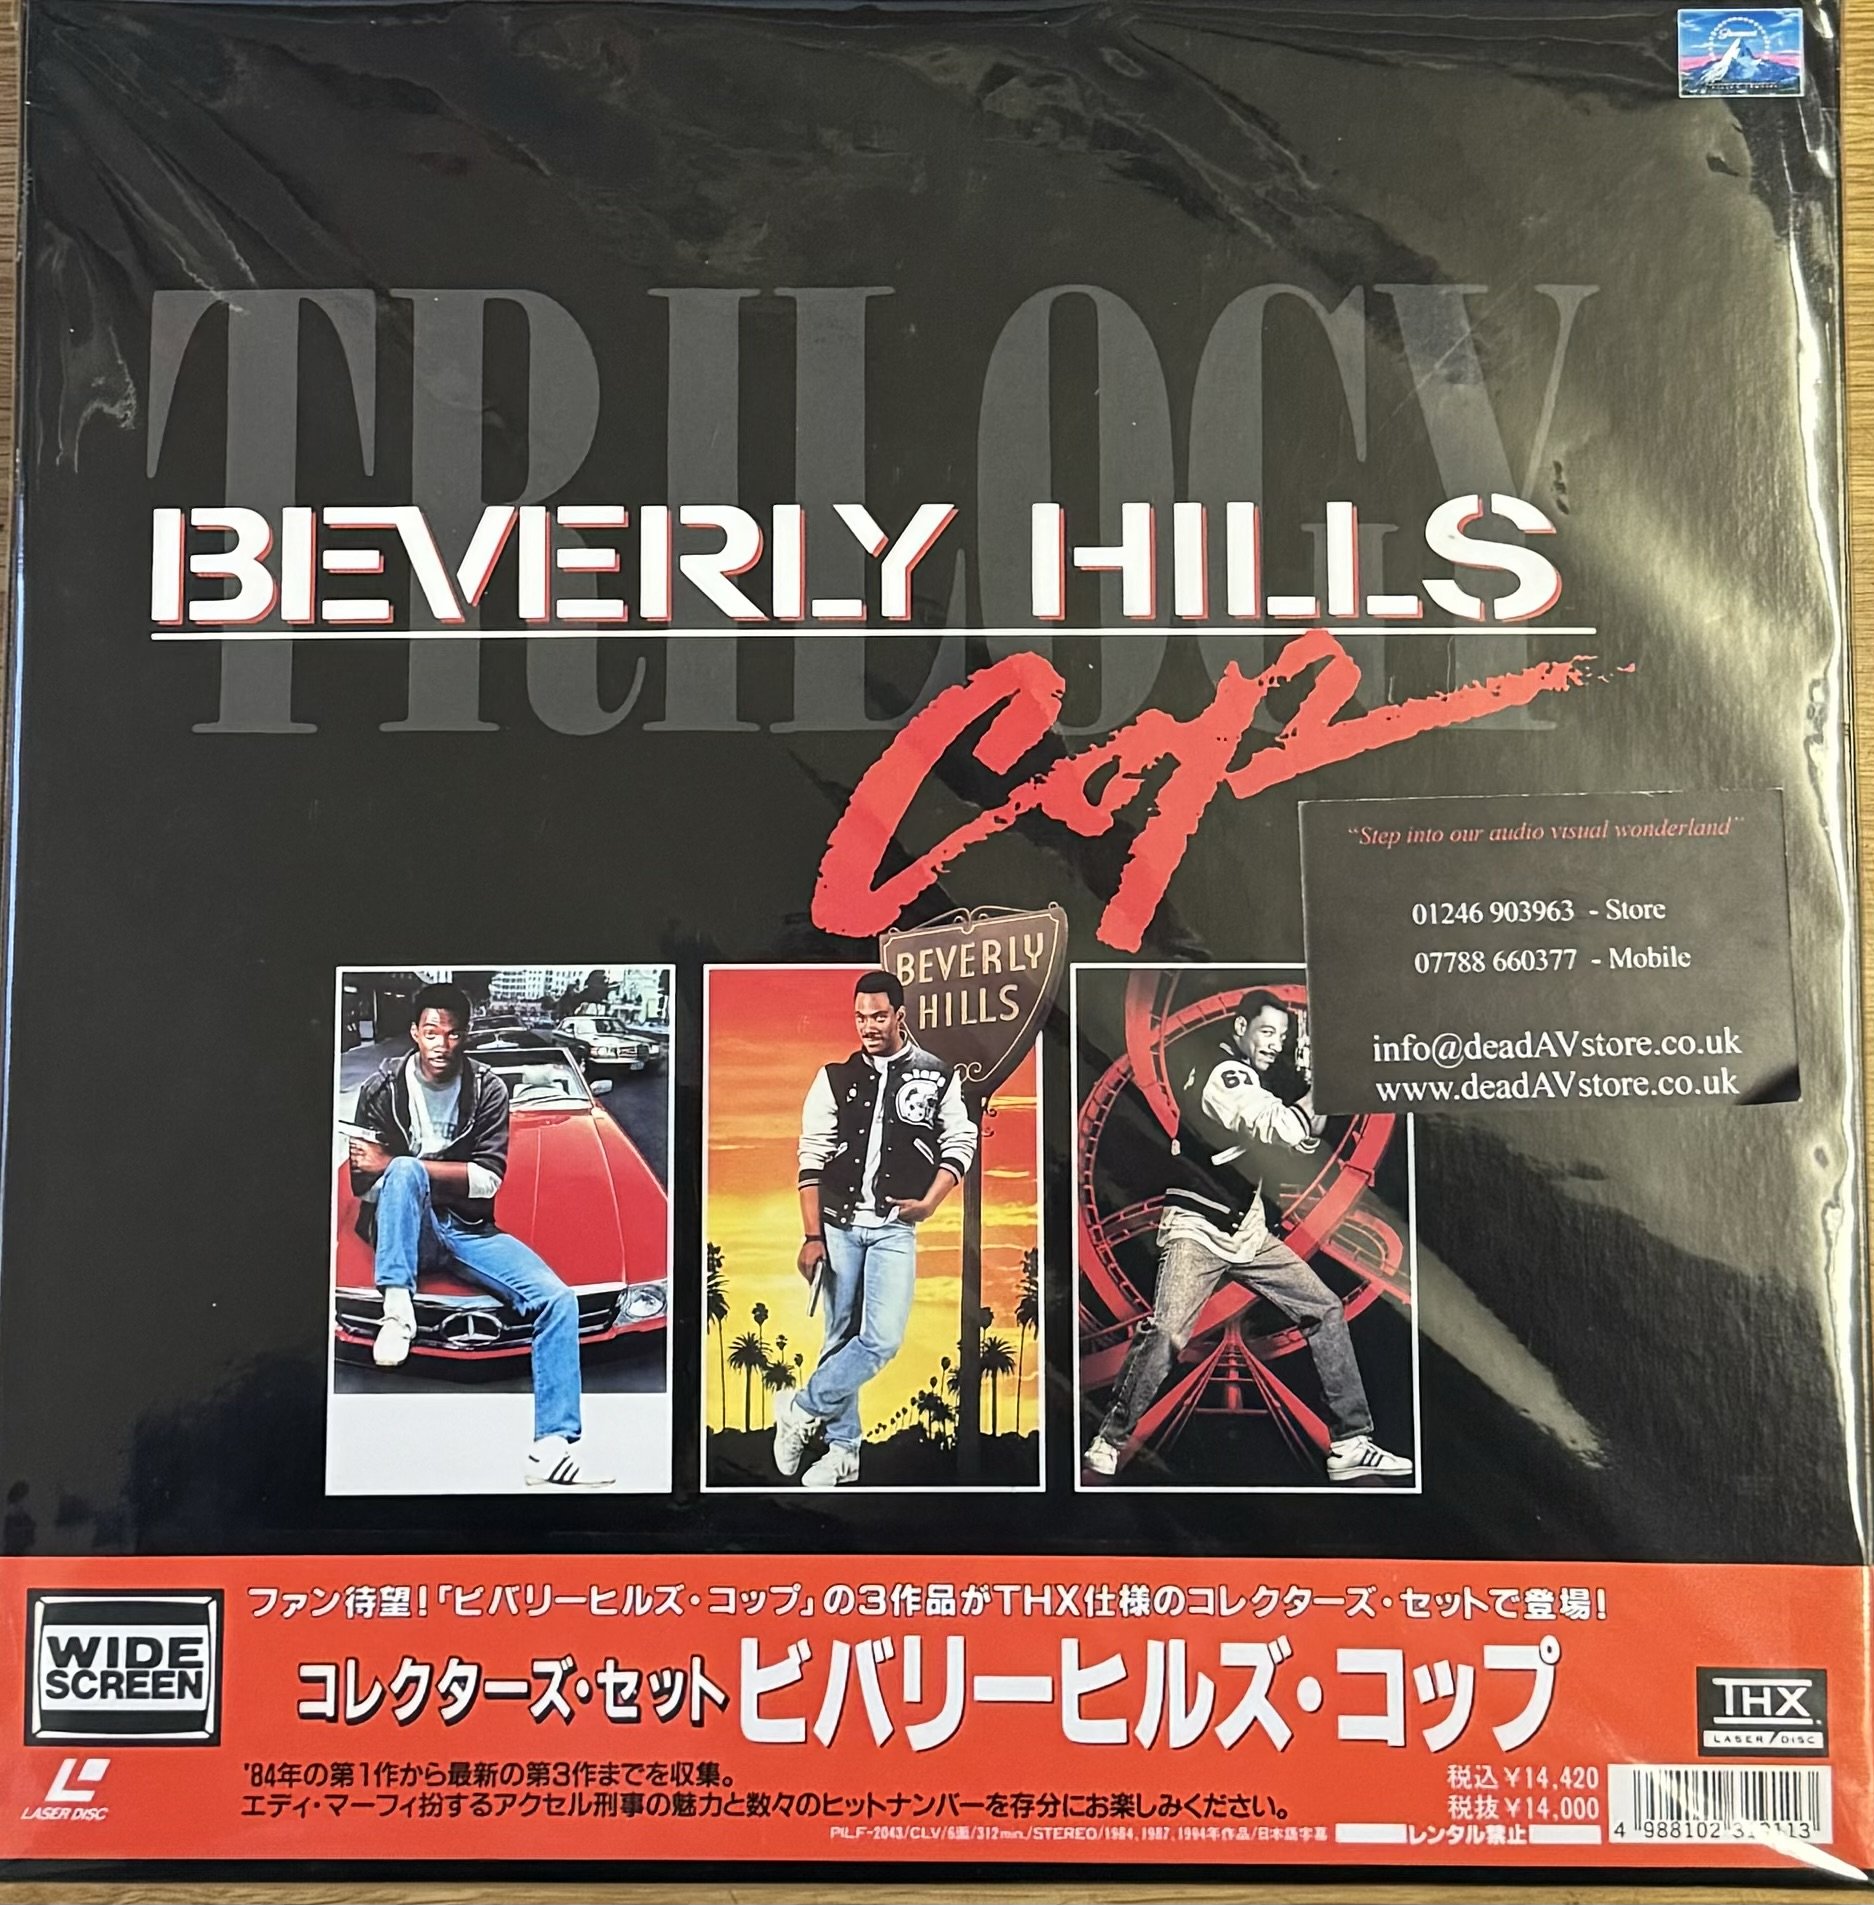 Paramount
TRILOGY
BEVERLY HILLS
Cop
"Step into our audio visual wonderland"
01246 903963 - Store
07788 660377 - Mobile
info@deadAVstore.co.uk
www.deadAVstore.co.uk
BEVERLY
HILLS
67
ファン待望!「ビバリーヒルズ・コップ」の3作品がTHX仕様のコレクターズ・セットで登場!
WIDE
SCREEN
コレクターズ・セット ビバリーヒルズ・コップ
THX
LASER DISC
LASER DISC
'84年の第1作から最新の第3作までを収集。
エディ・マーフィ扮するアクセル刑事の魅力と数々のヒットナンバーを存分にお楽しみください。
税込¥14,420
税抜¥14,000
PILF-2043/CLV/6面/312min./STEREO/1984,1987,1994年作品/日本語字幕
レンタル禁止
4 988102